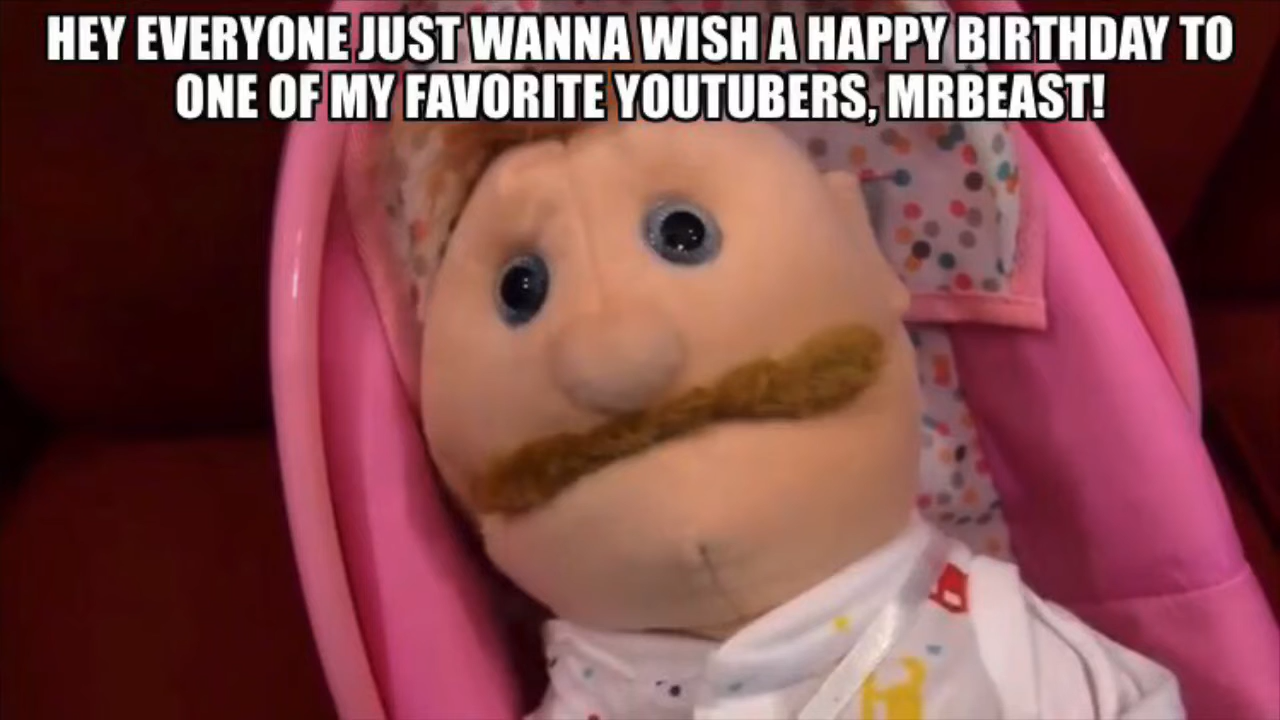 HEY EVERYONE JUST WANNA WISH A HAPPY BIRTHDAY TO
ONE OF MY FAVORITE YOUTUBERS, MRBEAST!